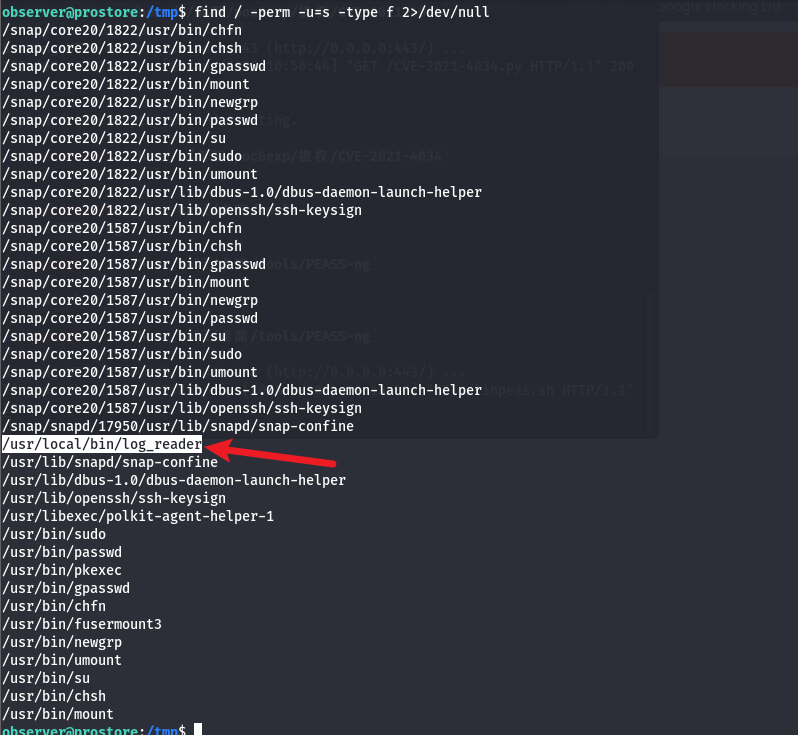 observer@prostore:/tmp$ find / -perm -u=s -type f 2>/dev/null
/snap/core20/1822/usr/bin/chfn
/snap/core20/1822/usr/bin/chsh
/snap/core20/1822/usr/bin/gpasswd
/snap/core20/1822/usr/bin/mount
/snap/core20/1822/usr/bin/newgrp
/snap/core20/1822/usr/bin/passwd
/snap/core20/1822/usr/bin/su
/snap/core20/1822/usr/bin/sudo
/snap/core20/1822/usr/bin/umount
/snap/core20/1822/usr/lib/dbus-1.0/dbus-daemon-launch-helper
/snap/core20/1822/usr/lib/openssh/ssh-keysign
/snap/core20/1587/usr/bin/chfn
/snap/core20/1587/usr/bin/chsh
/snap/core20/1587/usr/bin/gpasswd
/snap/core20/1587/usr/bin/mount
/snap/core20/1587/usr/bin/newgrp
/snap/core20/1587/usr/bin/passwd
/snap/core20/1587/usr/bin/su
/snap/core20/1587/usr/bin/sudo
/snap/core20/1587/usr/bin/umount
/snap/core20/1587/usr/lib/dbus-1.0/dbus-daemon-launch-helper
/snap/core20/1587/usr/lib/openssh/ssh-keysign
/snap/snapd/17950/usr/lib/snapd/snap-confine
/usr/local/bin/log_reader
/usr/lib/snapd/snap-confine
/usr/lib/dbus-1.0/dbus-daemon-launch-helper
/usr/lib/openssh/ssh-keysign
/usr/libexec/polkit-agent-helper-1
/usr/bin/sudo
/usr/bin/passwd
/usr/bin/pkexec
/usr/bin/gpasswd
/usr/bin/chfn
/usr/bin/fusermount3
/usr/bin/newgrp
/usr/bin/umount
/usr/bin/su
/usr/bin/chsh
/usr/bin/mount
observer@prostore:/tmp$